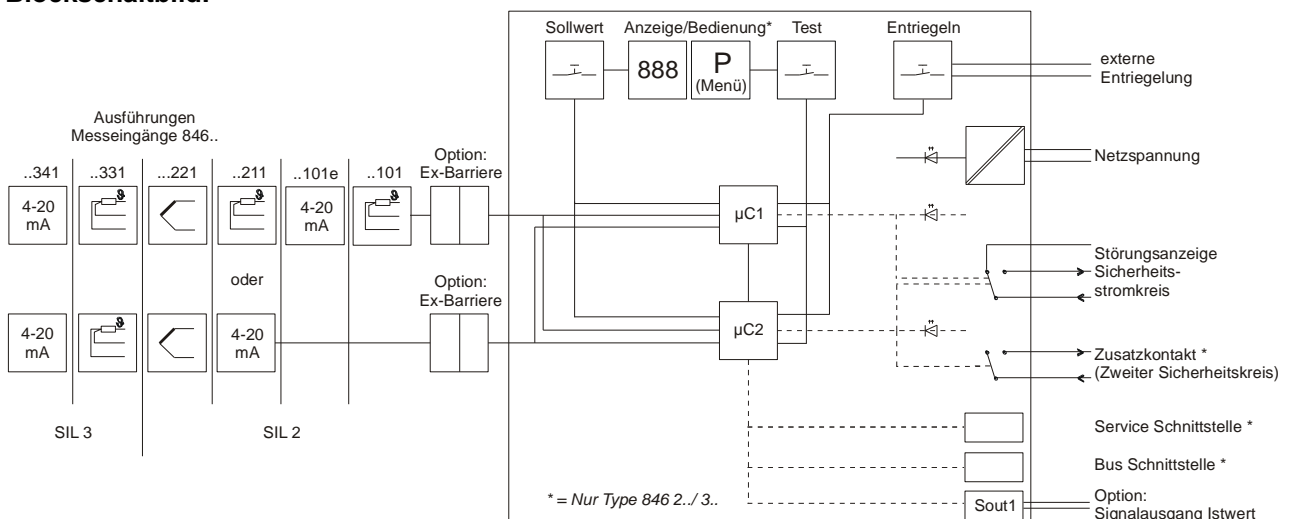 Blockschaltbild:
Sollwert
Anzeige/Bedienung*
Test
Entriegeln
888
P
(Menü)
externe
Entriegelung
Ausführungen
Messeingänge 846..
..341
..331
...221
..211
..101e
..101
Option:
Ex-Barriere
Netzspannung
4-20
mA
ϑ
ϑ
4-20
mA
ϑ
µC1
oder
Option:
Ex-Barriere
Störungsanzeige
Sicherheits-
stromkreis
4-20
mA
ϑ
4-20
mA
µC2
Zusatzkontakt *
(Zweiter Sicherheitskreis)
SIL 3
SIL 2
Service Schnittstelle *
Bus Schnittstelle *
* = Nur Type 846 2../ 3..
Sout1
Option:
Signalausgang Istwert